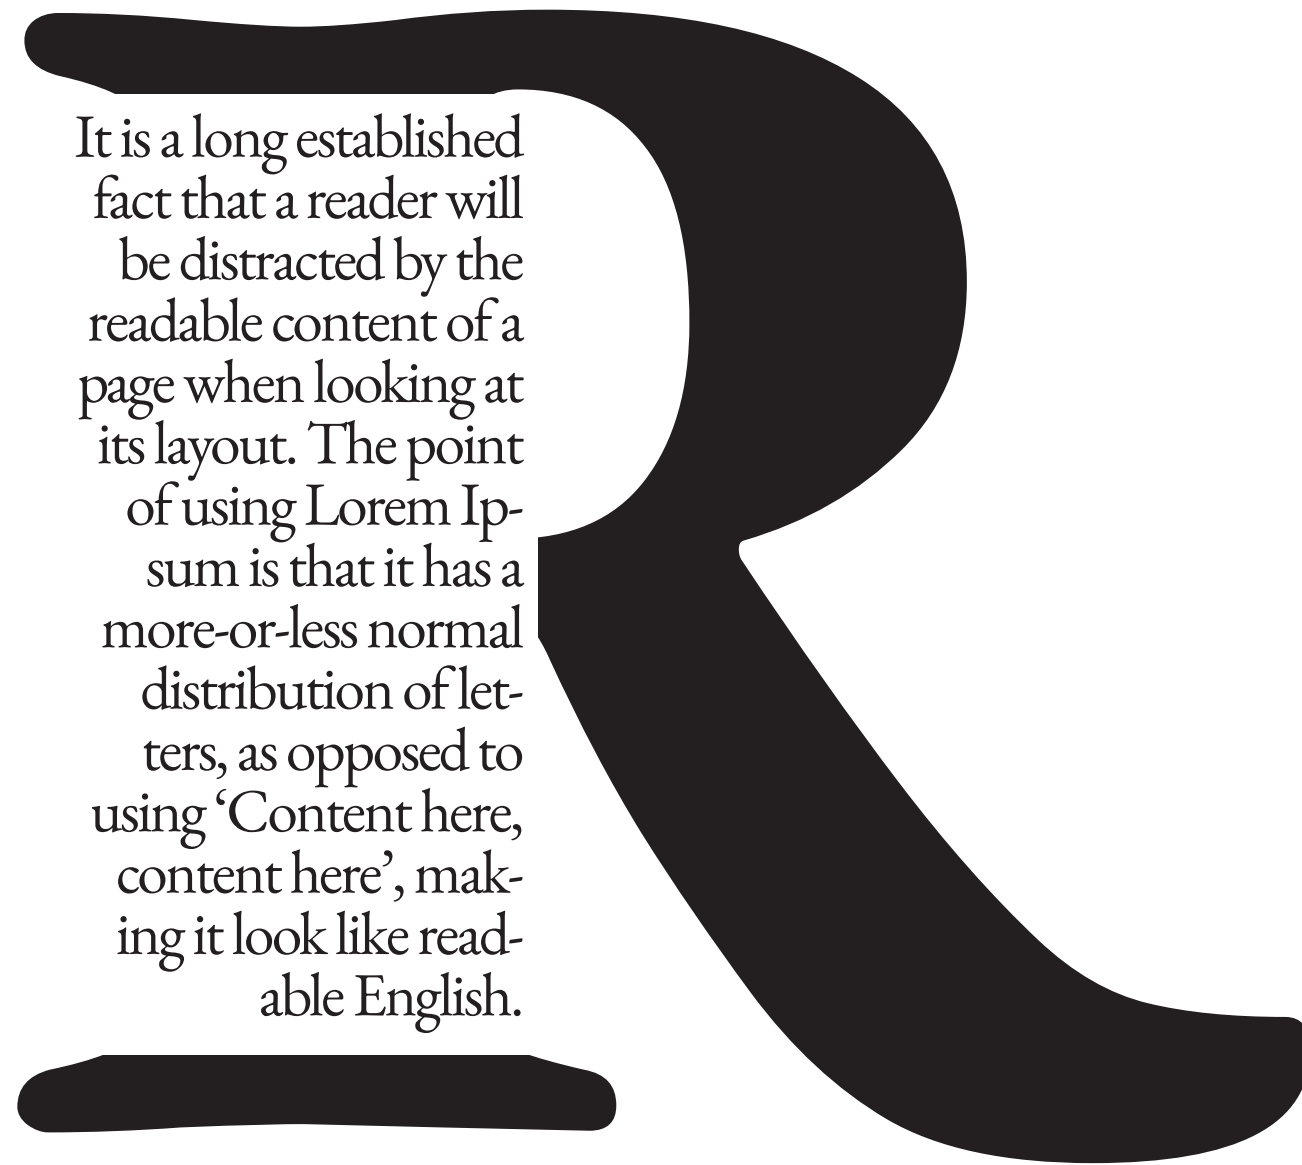 R
It is a long established
fact that a reader will
be distracted by the
readable content of a
page when looking at
its layout. The point
of using Lorem Ip-
sum is that it has a
more-or-less normal
distribution of let-
ters, as opposed to
using ‘Content here,
content here’, mak-
ing it look like read-
able English.